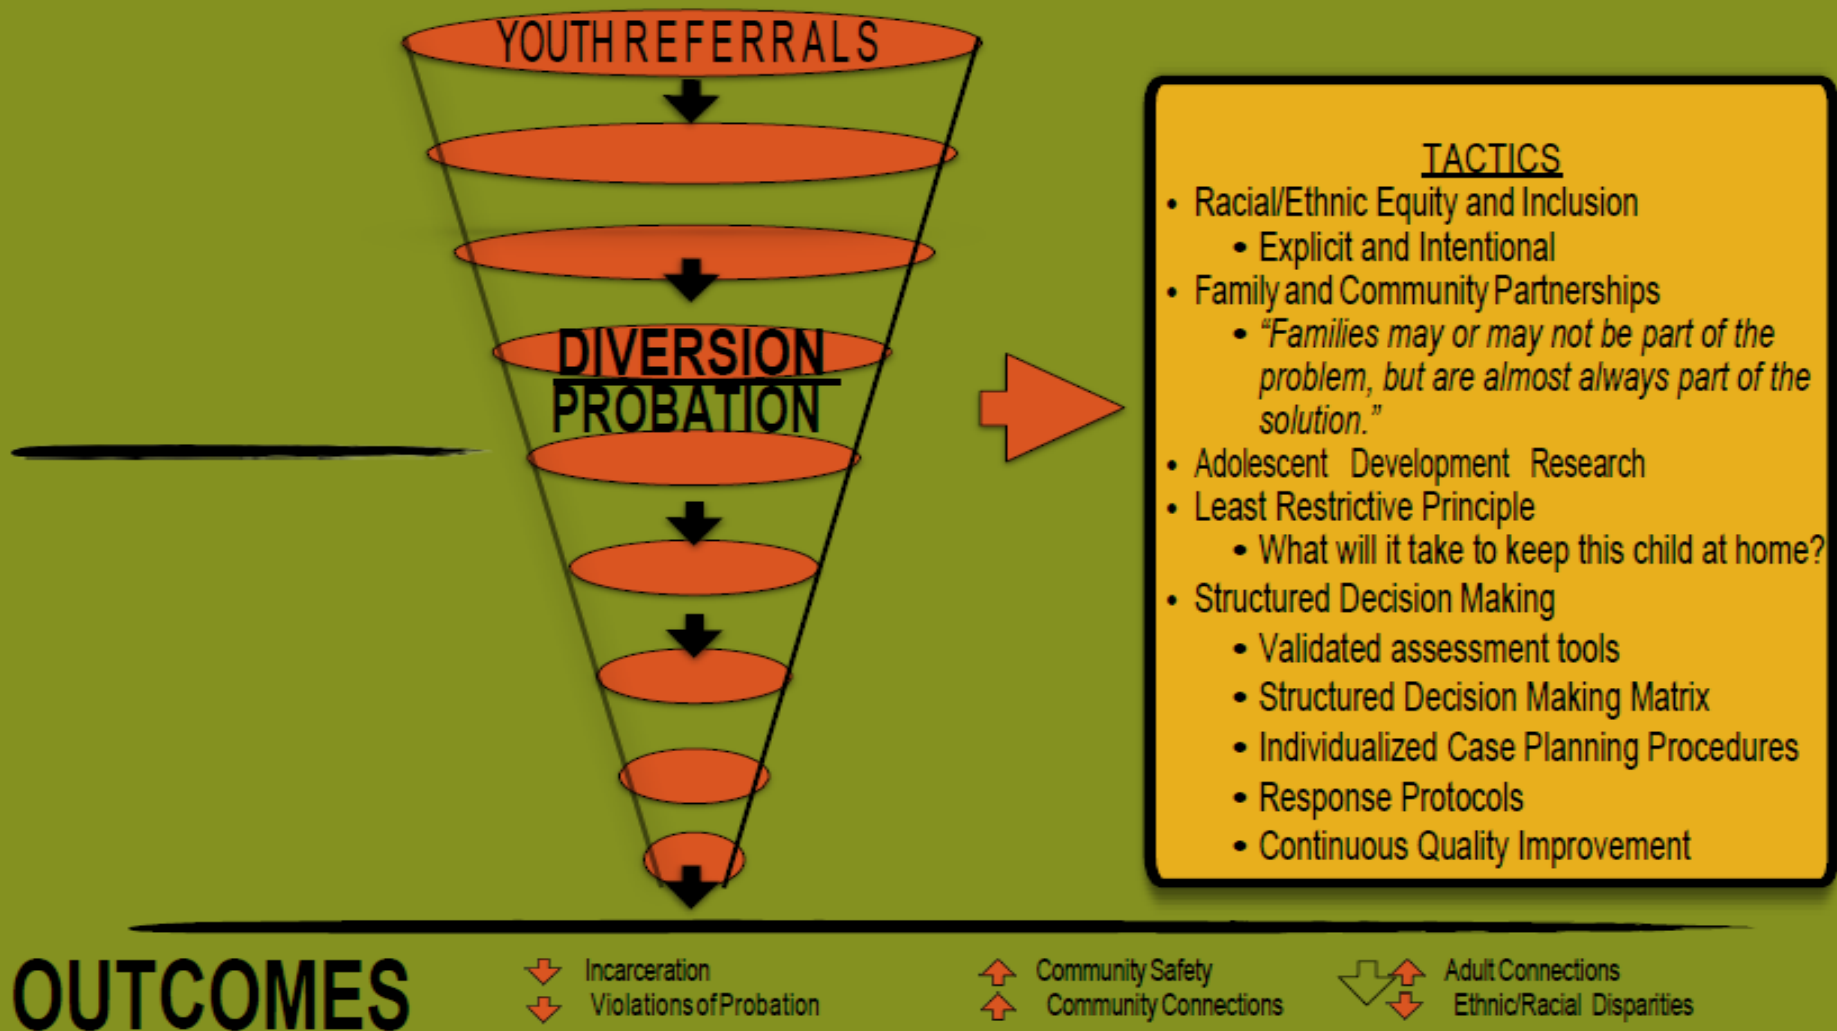 YOUTH REFERRALS
DIVERSION
PROBATION
TACTICS
• Racial/Ethnic Equity and Inclusion
• Explicit and Intentional
• Family and Community Partnerships
• “Families may or may not be part of the
problem, but are almost always part of the
solution.”
• Adolescent Development Research
• Least Restrictive Principle
• What will it take to keep this child at home?
• Structured Decision Making
• Validated assessment tools
• Structured Decision Making Matrix
• Individualized Case Planning Procedures
• Response Protocols
• Continuous Quality Improvement
OUTCOMES
Incarceration
Violations of Probation
Community Safety
Community Connections
Adult Connections
Ethnic/Racial Disparities